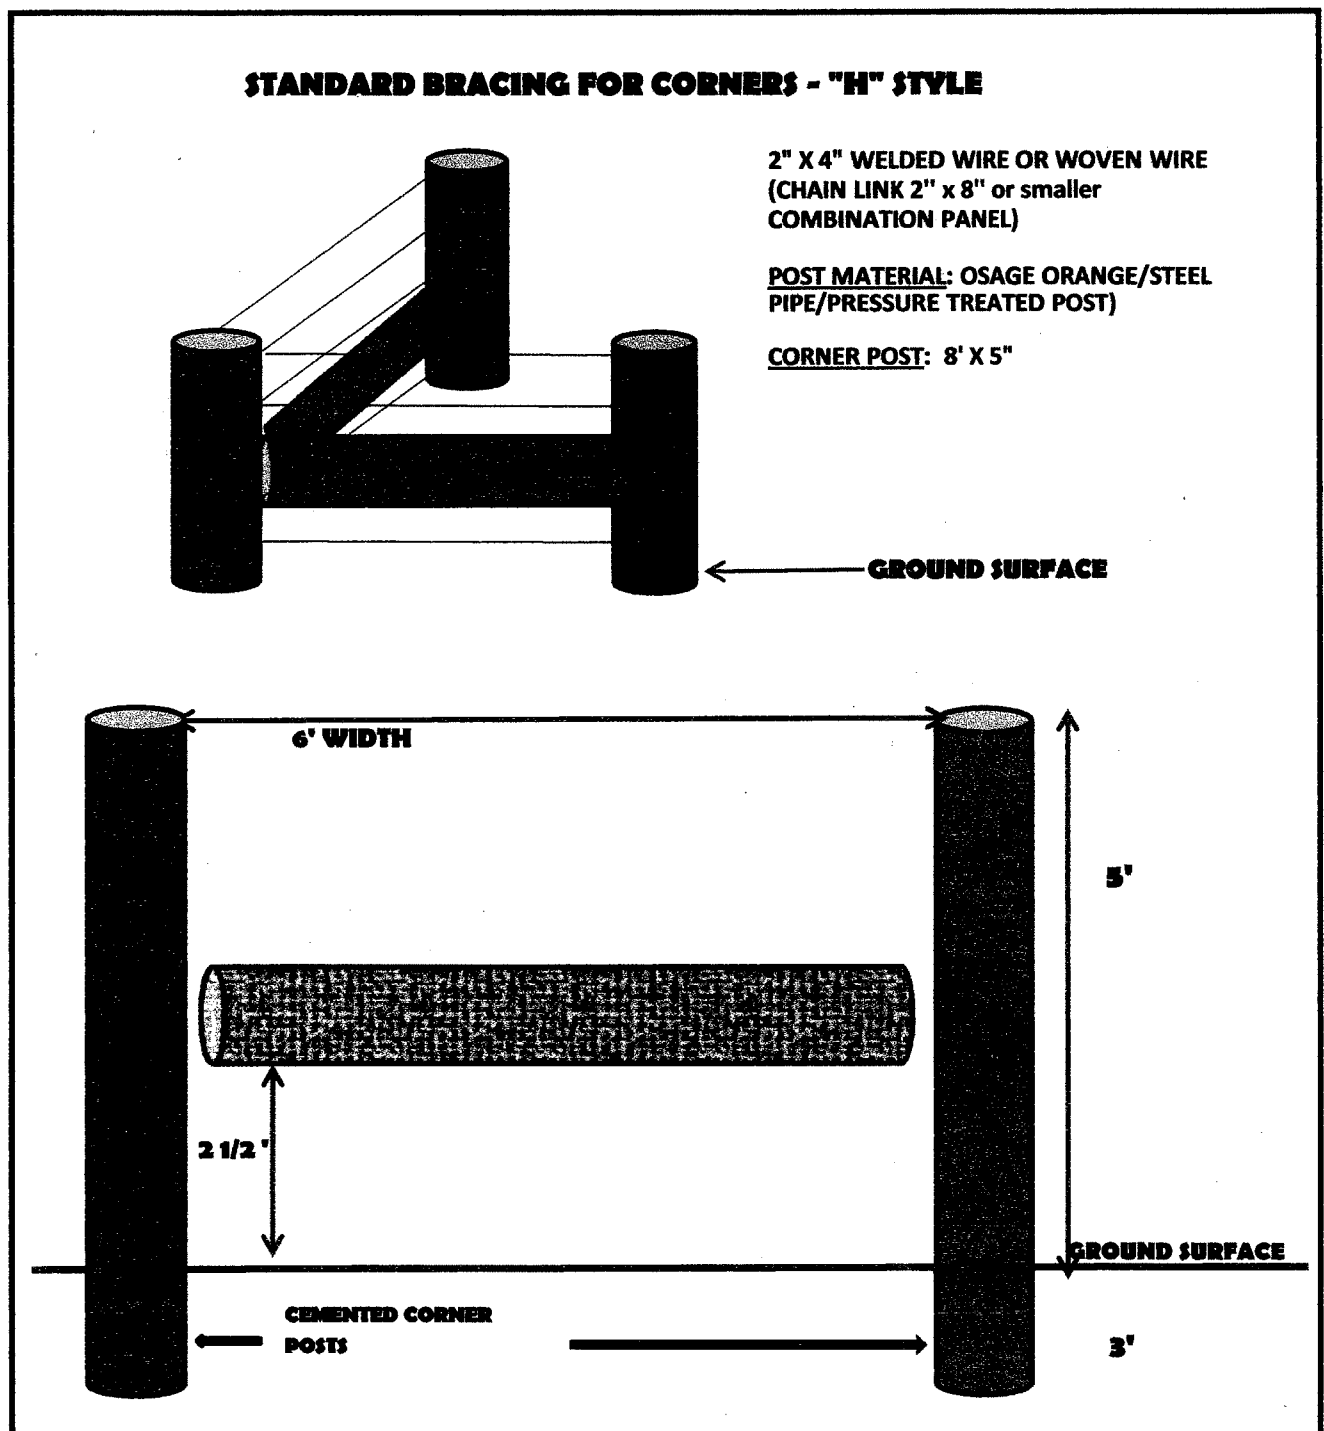 STANDARD BRACING FOR CORNERS - "H" STYLE
2" X 4" WELDED WIRE OR WOVEN WIRE
(CHAIN LINK 2" x 8" or smaller
COMBINATION PANEL)
POST MATERIAL: OSAGE ORANGE/STEEL
PIPE/PRESSURE TREATED POST)
CORNER POST: 8' X 5"
GROUND SURFACE
6' WIDTH
5'
2 1/2 '
GROUND SURFACE
CEMENTED CORNER
POSTS
3'